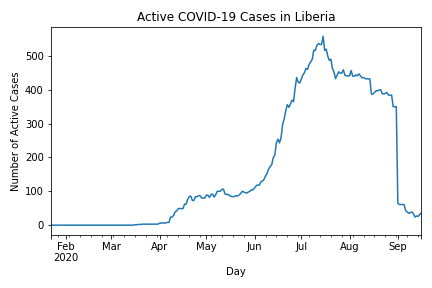 Active COVID-19 Cases in Liberia
Number of Active Cases
500
400
300
200
100
0
Feb Mar Apr May Jun Jul Aug Sep
2020
Day